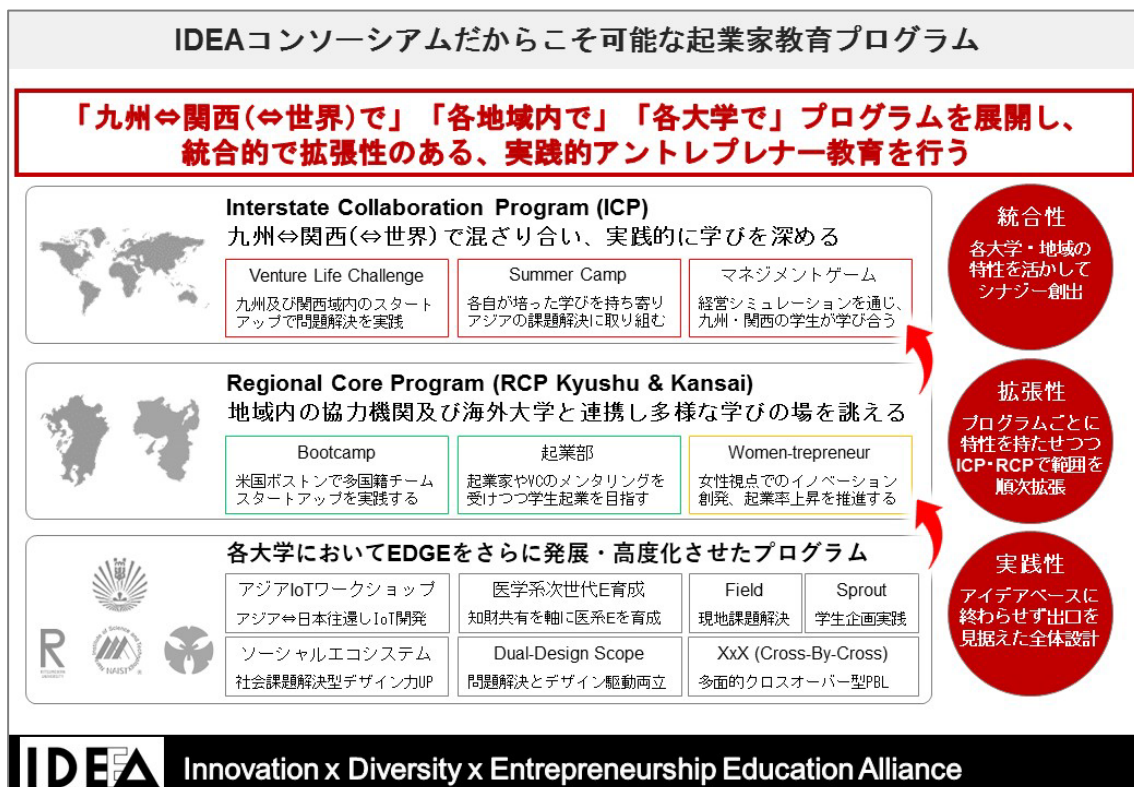 IDEAコンソーシアムだからこそ可能な起業家教育プログラム
「九州⇔関西(⇔世界)で」「各地域内で」「各大学で」プログラムを展開し、
統合的で拡張性のある、実践的アントレプレナー教育を行う
Interstate Collaboration Program (ICP)
九州⇔関西(⇔世界)で混ざり合い、実践的に学びを深める
Venture Life Challenge
九州及び関西域内のスタート
アップで問題解決を実践
Summer Camp
各自が培った学びを持ち寄り
アジアの課題解決に取り組む
マネジメントゲーム
経営シミュレーションを通じ、
九州・関西の学生が学び合う
統合性
各大学・地域の
特性を活かして
シナジー創出
Regional Core Program (RCP Kyushu & Kansai)
地域内の協力機関及び海外大学と連携し多様な学びの場を誂える
Bootcamp
米国ボストンで多国籍チーム
スタートアップを実践する
起業部
起業家やVCのメンタリングを
受けつつ学生起業を目指す
Women-trepreneur
女性視点でのイノベーション
創発、起業率上昇を推進する
拡張性
プログラムごとに
特性を持たせつつ
ICP・RCPで範囲を
順次拡張
各大学においてEDGEをさらに発展・高度化させたプログラム
アジアIoTワークショップ
アジア⇔日本往還しIoT開発
医学系次世代E育成
知財共有を軸に医系Eを育成
Field
現地課題解決
Sprout
学生企画実践
ソーシャルエコシステム
社会課題解決型デザイン力UP
Dual-Design Scope
問題解決とデザイン駆動両立
XxX (Cross-By-Cross)
多面的クロスオーバー型PBL
実践性
アイデアベースに
終わらせず出口を
見据えた全体設計
R
NAIST
IDEA
Innovation x Diversity x Entrepreneurship Education Alliance